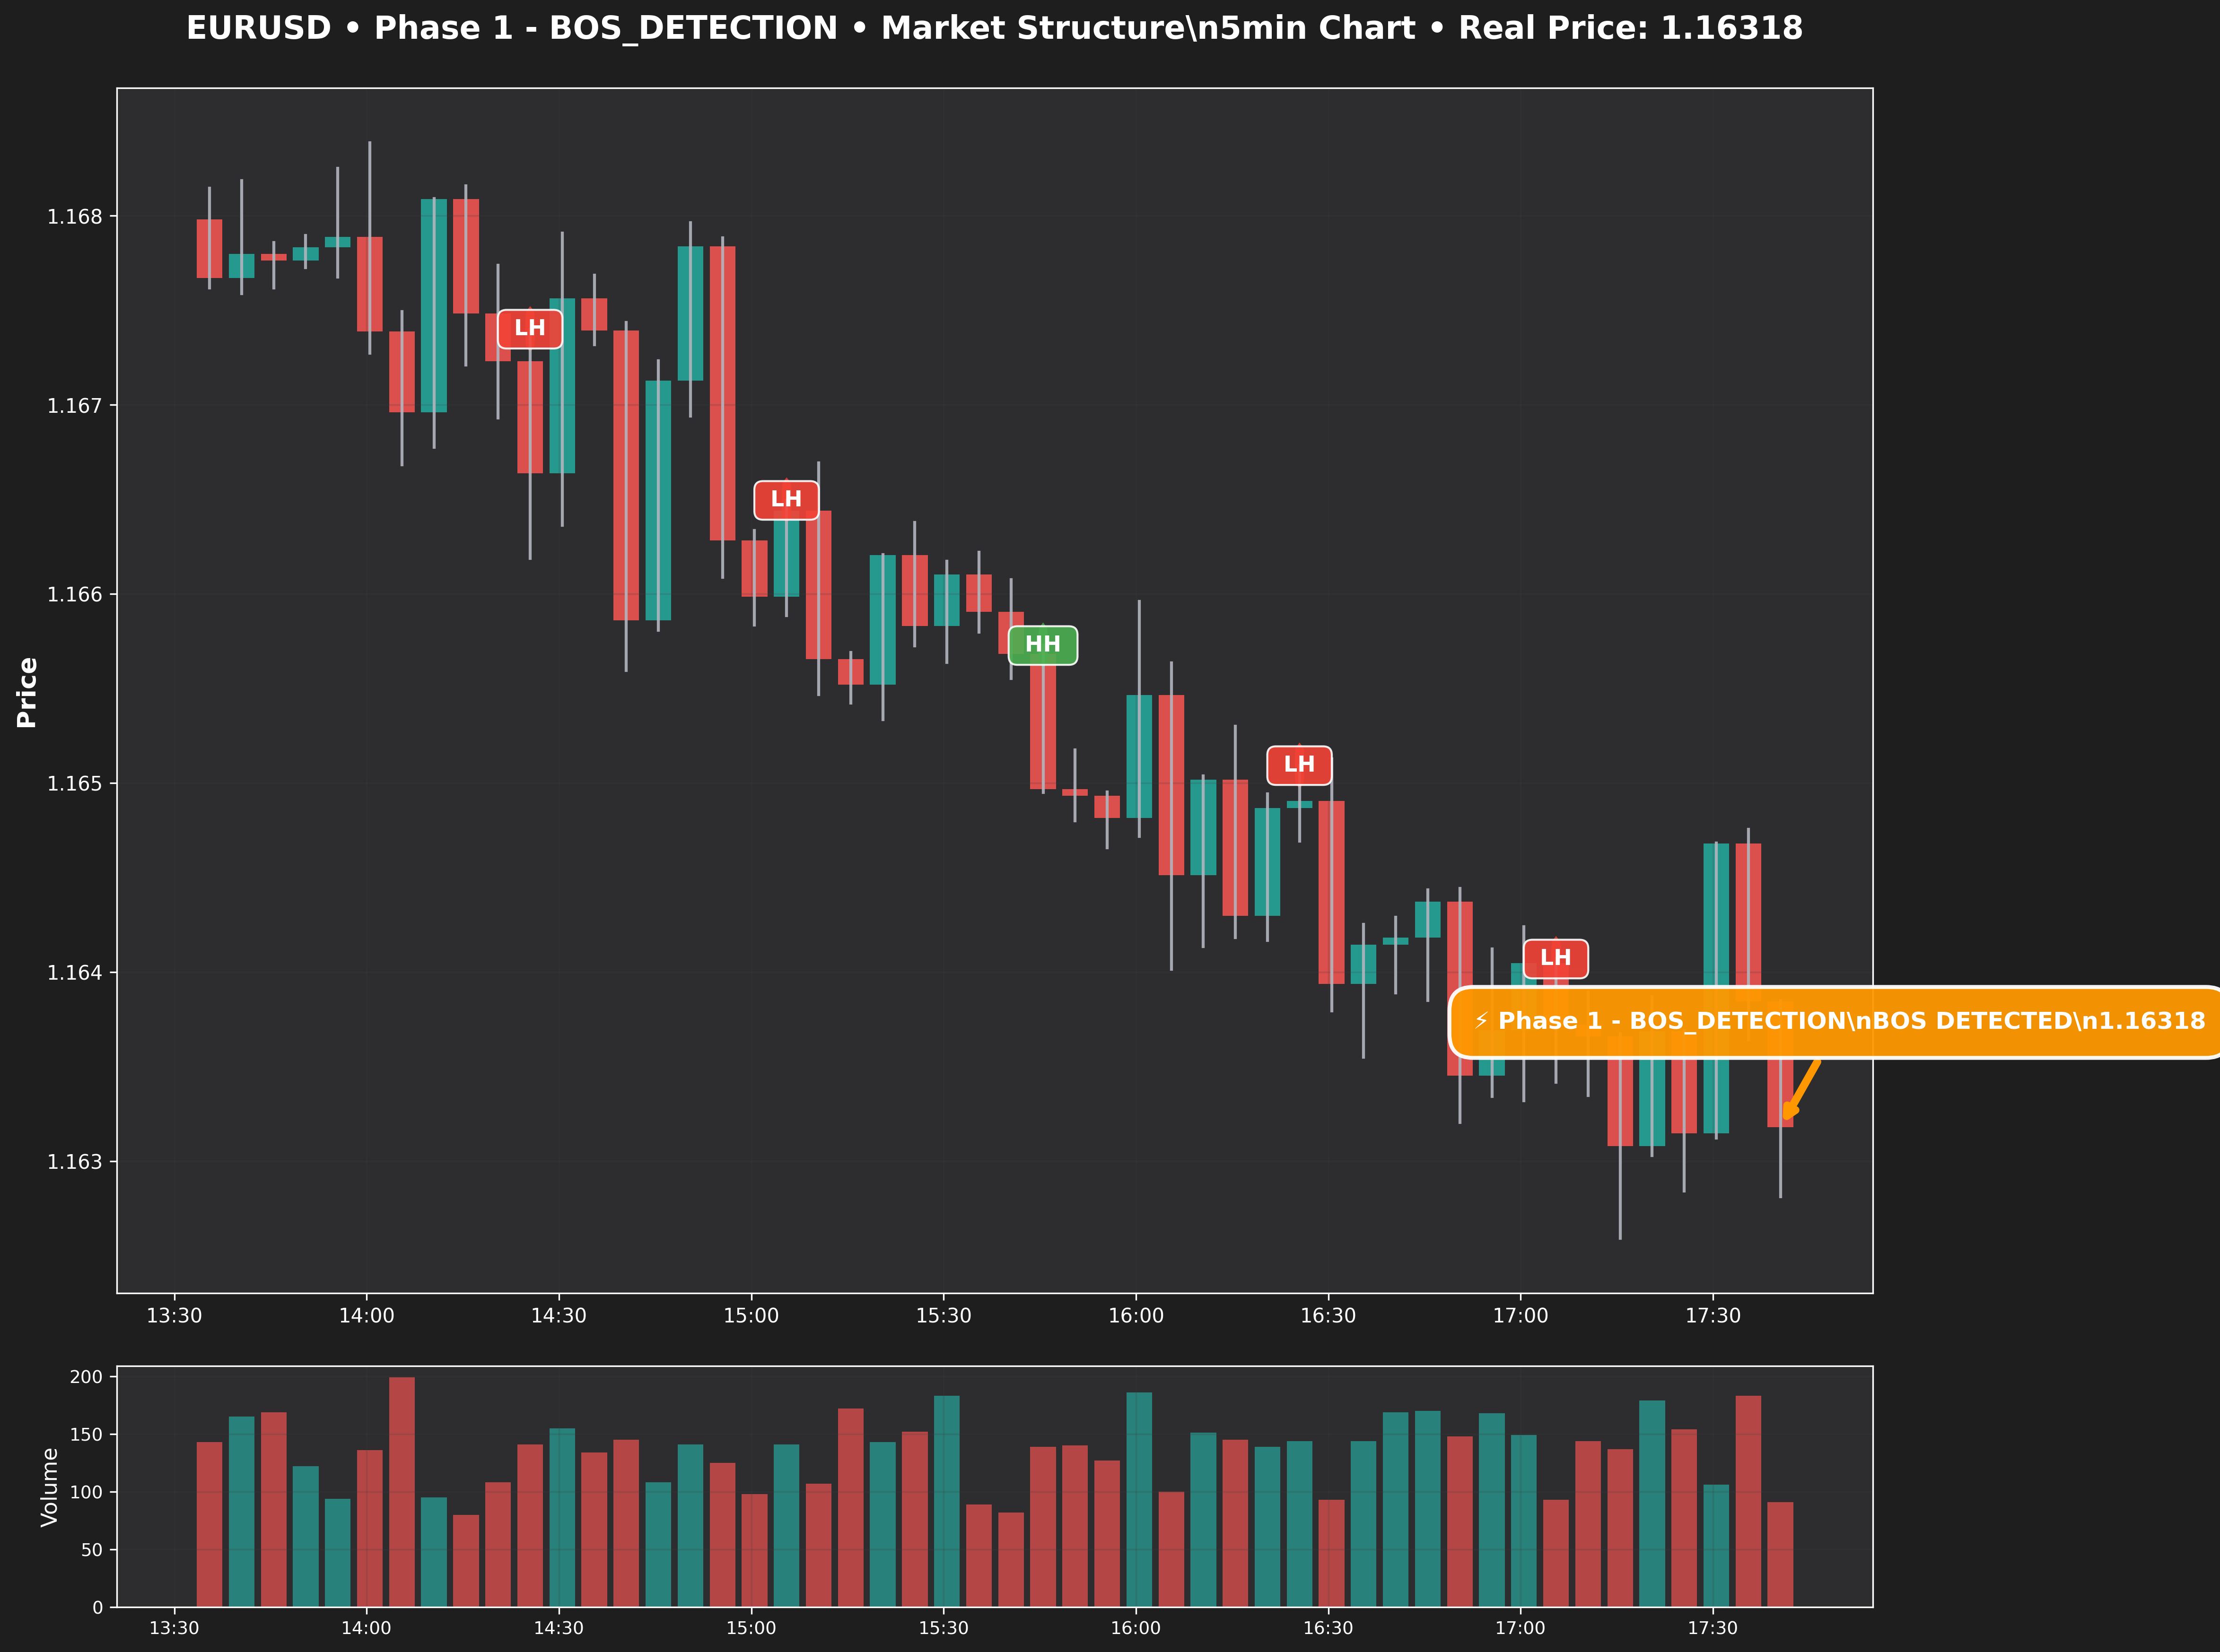 EURUSD • Phase 1 - BOS_DETECTION • Market Structure\n5min Chart • Real Price: 1.16318
Price
1.168
1.167
1.166
1.165
1.164
1.163
LH
LH
HH
LH
LH
⚡ Phase 1 - BOS_DETECTION\nBOS DETECTED\n1.16318
13:30 14:00 14:30 15:00 15:30 16:00 16:30 17:00 17:30
Volume
200
150
100
50
0
13:30 14:00 14:30 15:00 15:30 16:00 16:30 17:00 17:30